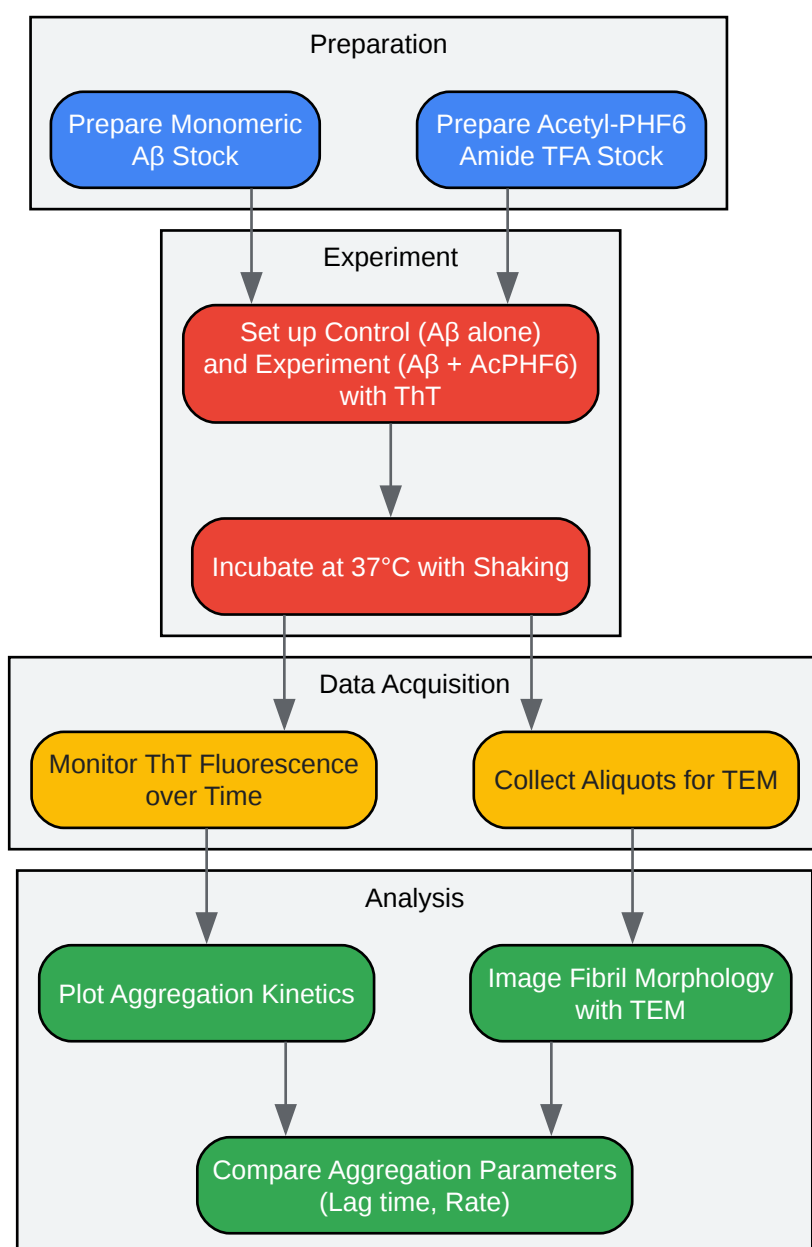 Preparation
Prepare Monomeric
Aβ Stock
Prepare Acetyl-PHF6
Amide TFA Stock
Experiment
Set up Control (Aβ alone)
and Experiment (Aβ + AcPHF6)
with ThT
Incubate at 37°C with Shaking
Data Acquisition
Monitor ThT Fluorescence
over Time
Collect Aliquots for TEM
Analysis
Plot Aggregation Kinetics
Image Fibril Morphology
with TEM
Compare Aggregation Parameters
(Lag time, Rate)